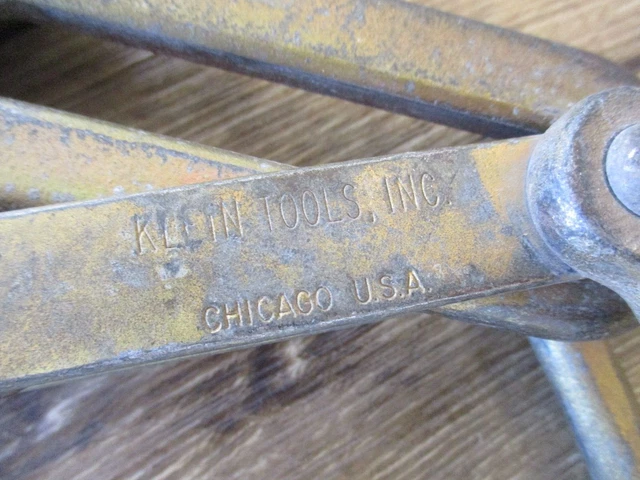 KLEIN TOOLS, INC.
CHICAGO U.S.A.